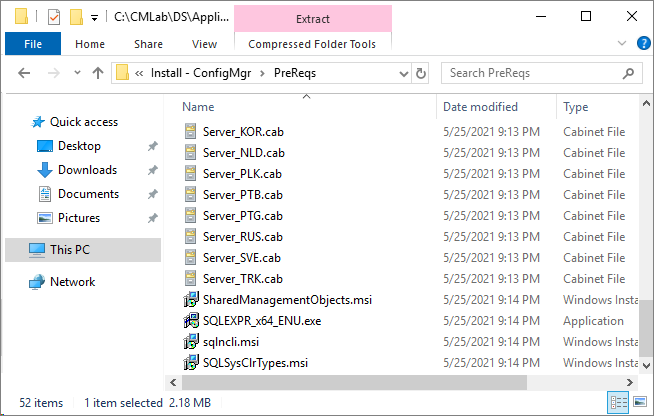 C:\CMLab\DS\Appli...
Extract
File
Home
Share
View
Compressed Folder Tools
« Install - ConfigMgr > PreReqs
Search PreReqs
Name Date modified Type
Quick access
Desktop
Downloads
Documents
Pictures
This PC
Network
Server_KOR.cab 5/25/2021 9:13 PM Cabinet File
Server_NLD.cab 5/25/2021 9:13 PM Cabinet File
Server_PLK.cab 5/25/2021 9:13 PM Cabinet File
Server_PTB.cab 5/25/2021 9:13 PM Cabinet File
Server_PTG.cab 5/25/2021 9:13 PM Cabinet File
Server_RUS.cab 5/25/2021 9:13 PM Cabinet File
Server_SVE.cab 5/25/2021 9:13 PM Cabinet File
Server_TRK.cab 5/25/2021 9:13 PM Cabinet File
SharedManagementObjects.msi 5/25/2021 9:14 PM Windows Insta
SQLEXPR_x64_ENU.exe 5/25/2021 9:14 PM Application
sqlncli.msi 5/25/2021 9:14 PM Windows Insta
SQLSysClrTypes.msi 5/25/2021 9:14 PM Windows Insta
52 items 1 item selected 2.18 MB